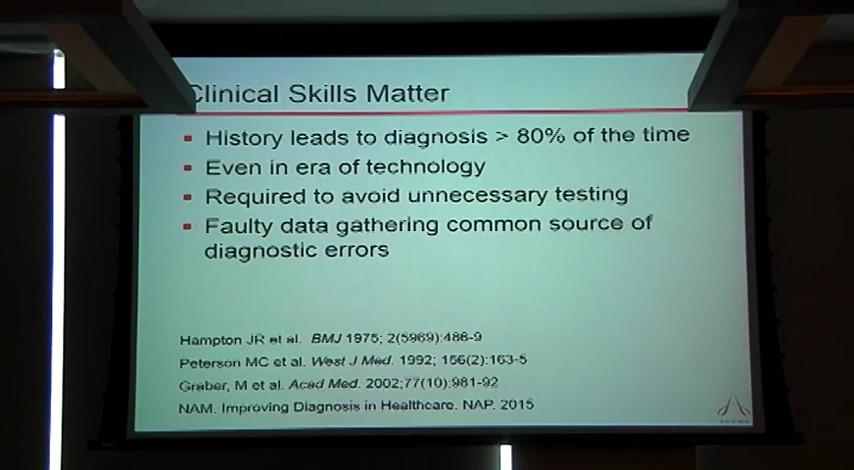 Clinical Skills Matter
History leads to diagnosis > 80% of the time
Even in era of technology
Required to avoid unnecessary testing
Faulty data gathering common source of
diagnostic errors
Hampton JR et al. BMJ 1975; 2(5969):486-9
Peterson MC et al. West J Med. 1992; 156(2):163-5
Graber, M et al. Acad Med. 2002;77(10):981-92
NAM. Improving Diagnosis in Healthcare. NAP. 2015